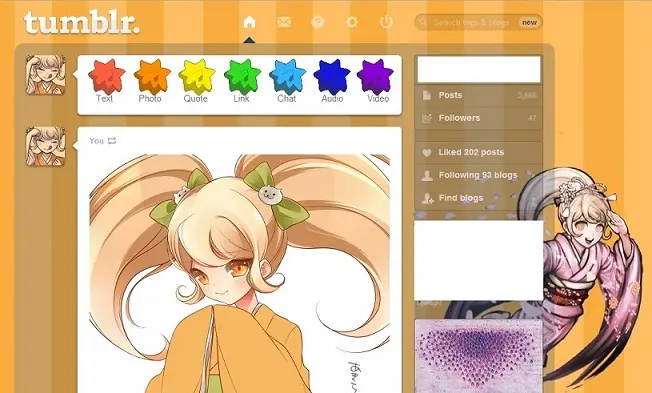 tumblr.
Search tags & blogs
new
Text Photo Quote Link Chat Audio Video
You
Posts 3,666
Followers 47
Liked 202 posts
Following 93 blogs
Find blogs